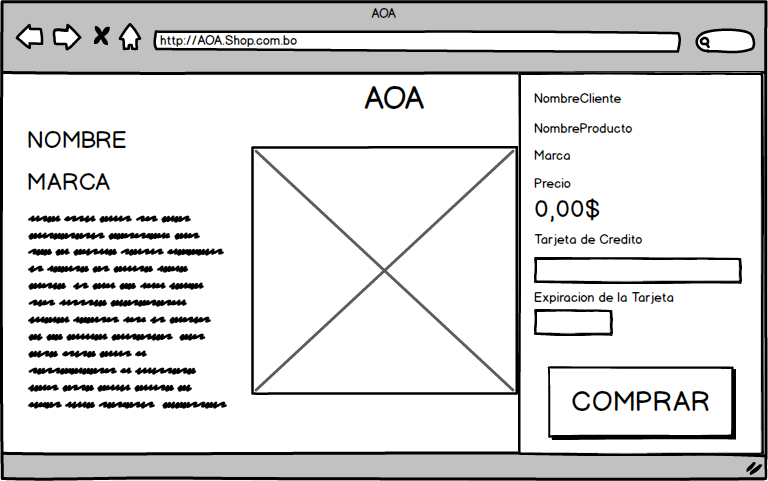 AOA
http://AOA.Shop.com.bo
AOA
NOMBRE
MARCA
NombreCliente
NombreProducto
Marca
Precio
0,00$
Tarjeta de Credito
Expiracion de la Tarjeta
COMPRAR